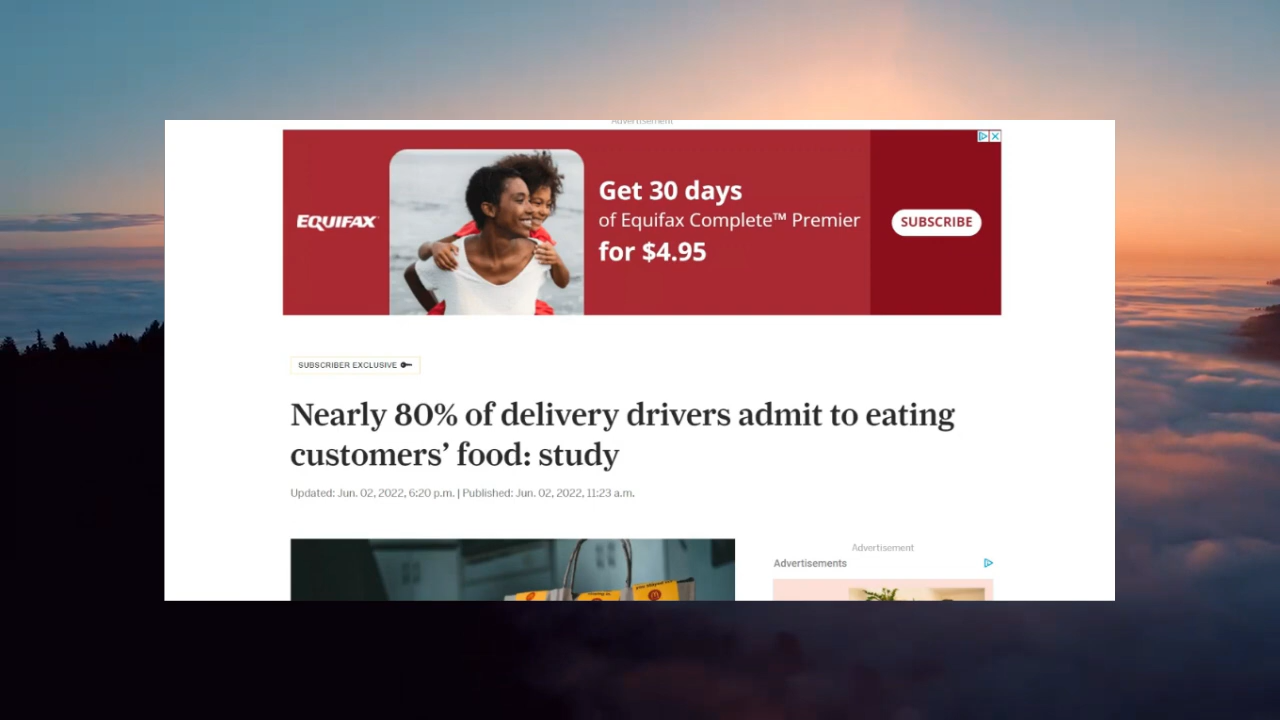 Advertisement
EQUIFAX
Get 30 days
of Equifax Complete™ Premier
for $4.95
SUBSCRIBE
SUBSCRIBER EXCLUSIVE
Nearly 80% of delivery drivers admit to eating
customers’ food: study
Updated: Jun. 02, 2022, 6:20 p.m. | Published: Jun. 02, 2022, 11:23 a.m.
Advertisement
Advertisements